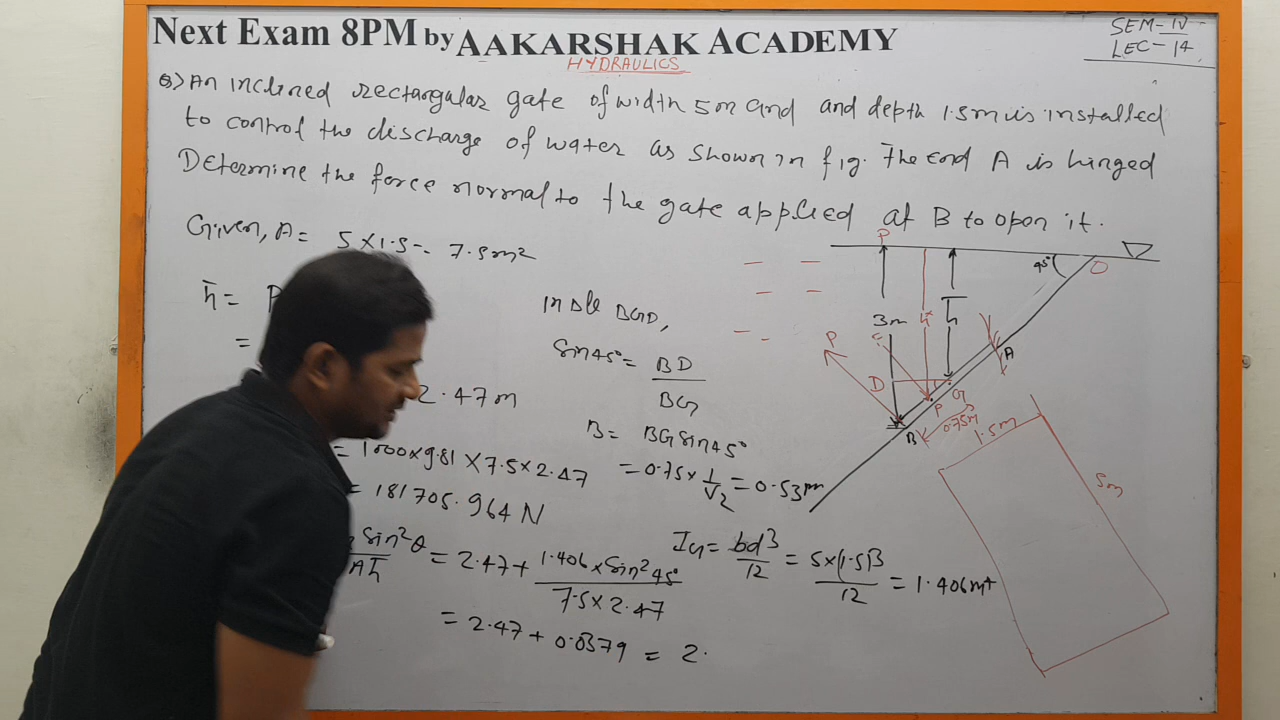 Next Exam 8PM by AAKARSHAK ACADEMY
SEM-IV
LEC-14
HYDRAULICS
Q) An inclined rectangular gate of width 5m and and depth 1.5m is installed
to control the discharge of water as shown in fig. The end A is hinged
Determine the force normal to the gate applied at B to open it.
Given, A = 5×1.5 = 7.5m²
h̄ = P
=
2.47m
= 1000×9.81×7.5×2.47
= 181705.964 N
Sin²θ = 2.47 + 1.406×Sin²45°
Ah̄ 7.5×2.47
= 2.47 + 0.0379 = 2.
In Δle BGD,
Sin45° = BD
BG
B = BG Sin45°
= 0.75×1/√2 = 0.53m
IG = bd³/12 = 5×(1.5)³/12 = 1.406m⁴
P
45°
O
3m
h*
h̄
P
D
A
G
P
B
0.75m
1.5m
5m